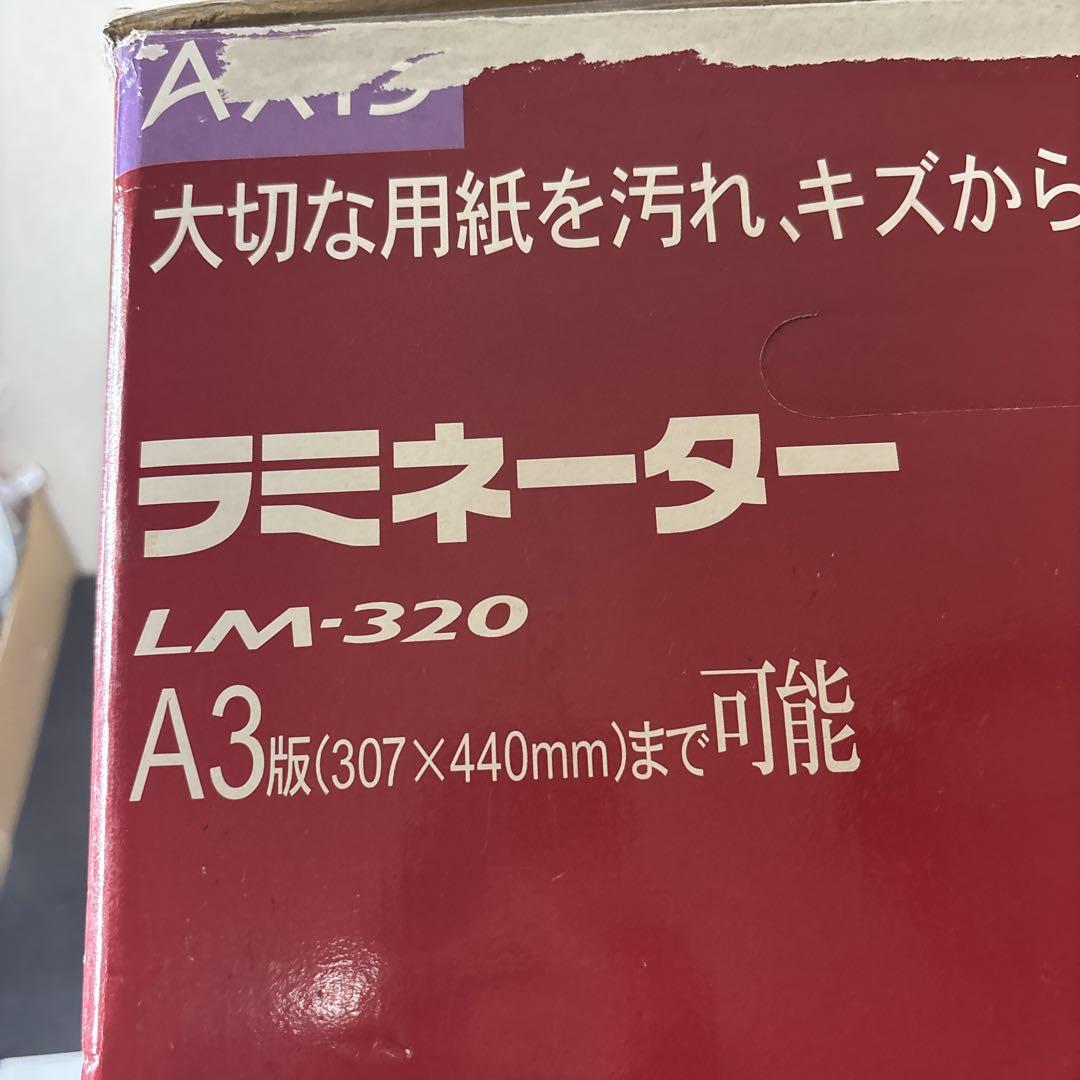 AXIS
大切な用紙を汚れ、キズから
ラミネーター
LM-320
A3版(307×440mm)まで可能